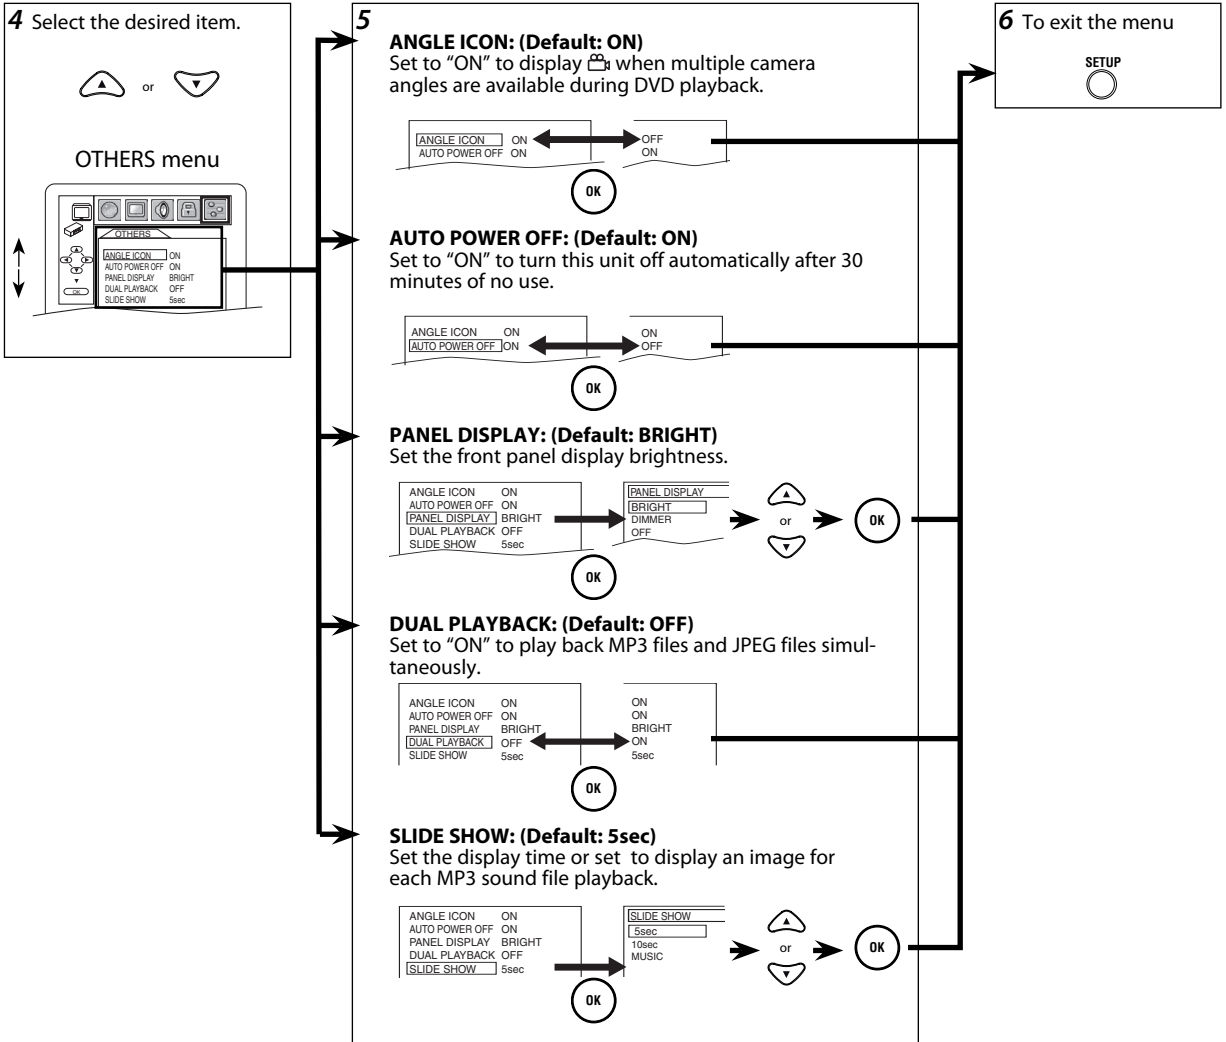 4 Select the desired item.
or
OTHERS menu
OTHERS
ANGLE ICON ON
AUTO POWER OFF ON
PANEL DISPLAY BRIGHT
DUAL PLAYBACK OFF
SLIDE SHOW 5sec
OK
5
ANGLE ICON: (Default: ON)
Set to “ON” to display when multiple camera
angles are available during DVD playback.
ANGLE ICON ON OFF
AUTO POWER OFF ON ON
OK
AUTO POWER OFF: (Default: ON)
Set to “ON” to turn this unit off automatically after 30
minutes of no use.
ANGLE ICON ON ON
AUTO POWER OFF ON OFF
OK
PANEL DISPLAY: (Default: BRIGHT)
Set the front panel display brightness.
ANGLE ICON ON
AUTO POWER OFF ON
PANEL DISPLAY BRIGHT
DUAL PLAYBACK OFF
SLIDE SHOW 5sec
PANEL DISPLAY
BRIGHT
DIMMER
OFF
or
OK
OK
DUAL PLAYBACK: (Default: OFF)
Set to “ON” to play back MP3 files and JPEG files simul-
taneously.
ANGLE ICON ON ON
AUTO POWER OFF ON ON
PANEL DISPLAY BRIGHT BRIGHT
DUAL PLAYBACK OFF ON
SLIDE SHOW 5sec 5sec
OK
SLIDE SHOW: (Default: 5sec)
Set the display time or set to display an image for
each MP3 sound file playback.
ANGLE ICON ON
AUTO POWER OFF ON
PANEL DISPLAY BRIGHT
DUAL PLAYBACK OFF
SLIDE SHOW 5sec
SLIDE SHOW
5sec
10sec
MUSIC
or
OK
OK
6 To exit the menu
SETUP